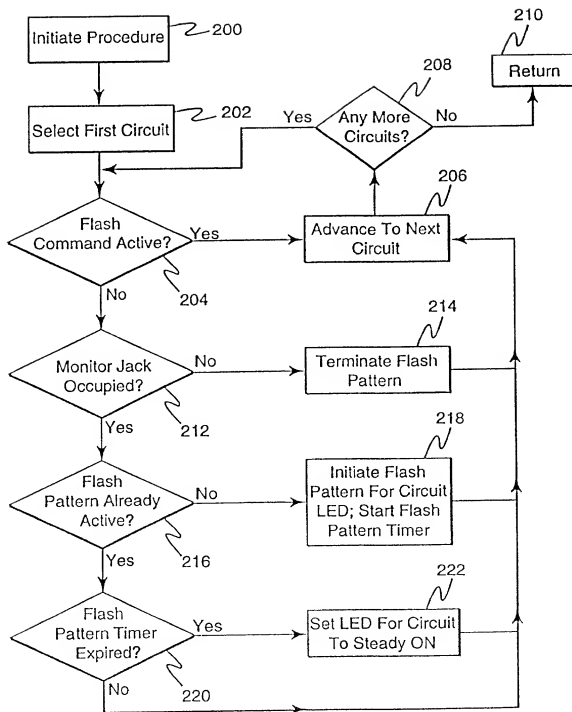 Initiate Procedure
200
210
Return
208
Any More
Circuits?
Yes
No
Select First Circuit
202
206
Advance To Next
Circuit
Flash
Command Active?
Yes
204
No
214
Terminate Flash
Pattern
Monitor Jack
Occupied?
No
212
Yes
218
Initiate Flash
Pattern For Circuit
LED; Start Flash
Pattern Timer
Flash
Pattern Already
Active?
No
216
Yes
222
Set LED For Circuit
To Steady ON
Flash
Pattern Timer
Expired?
Yes
220
No